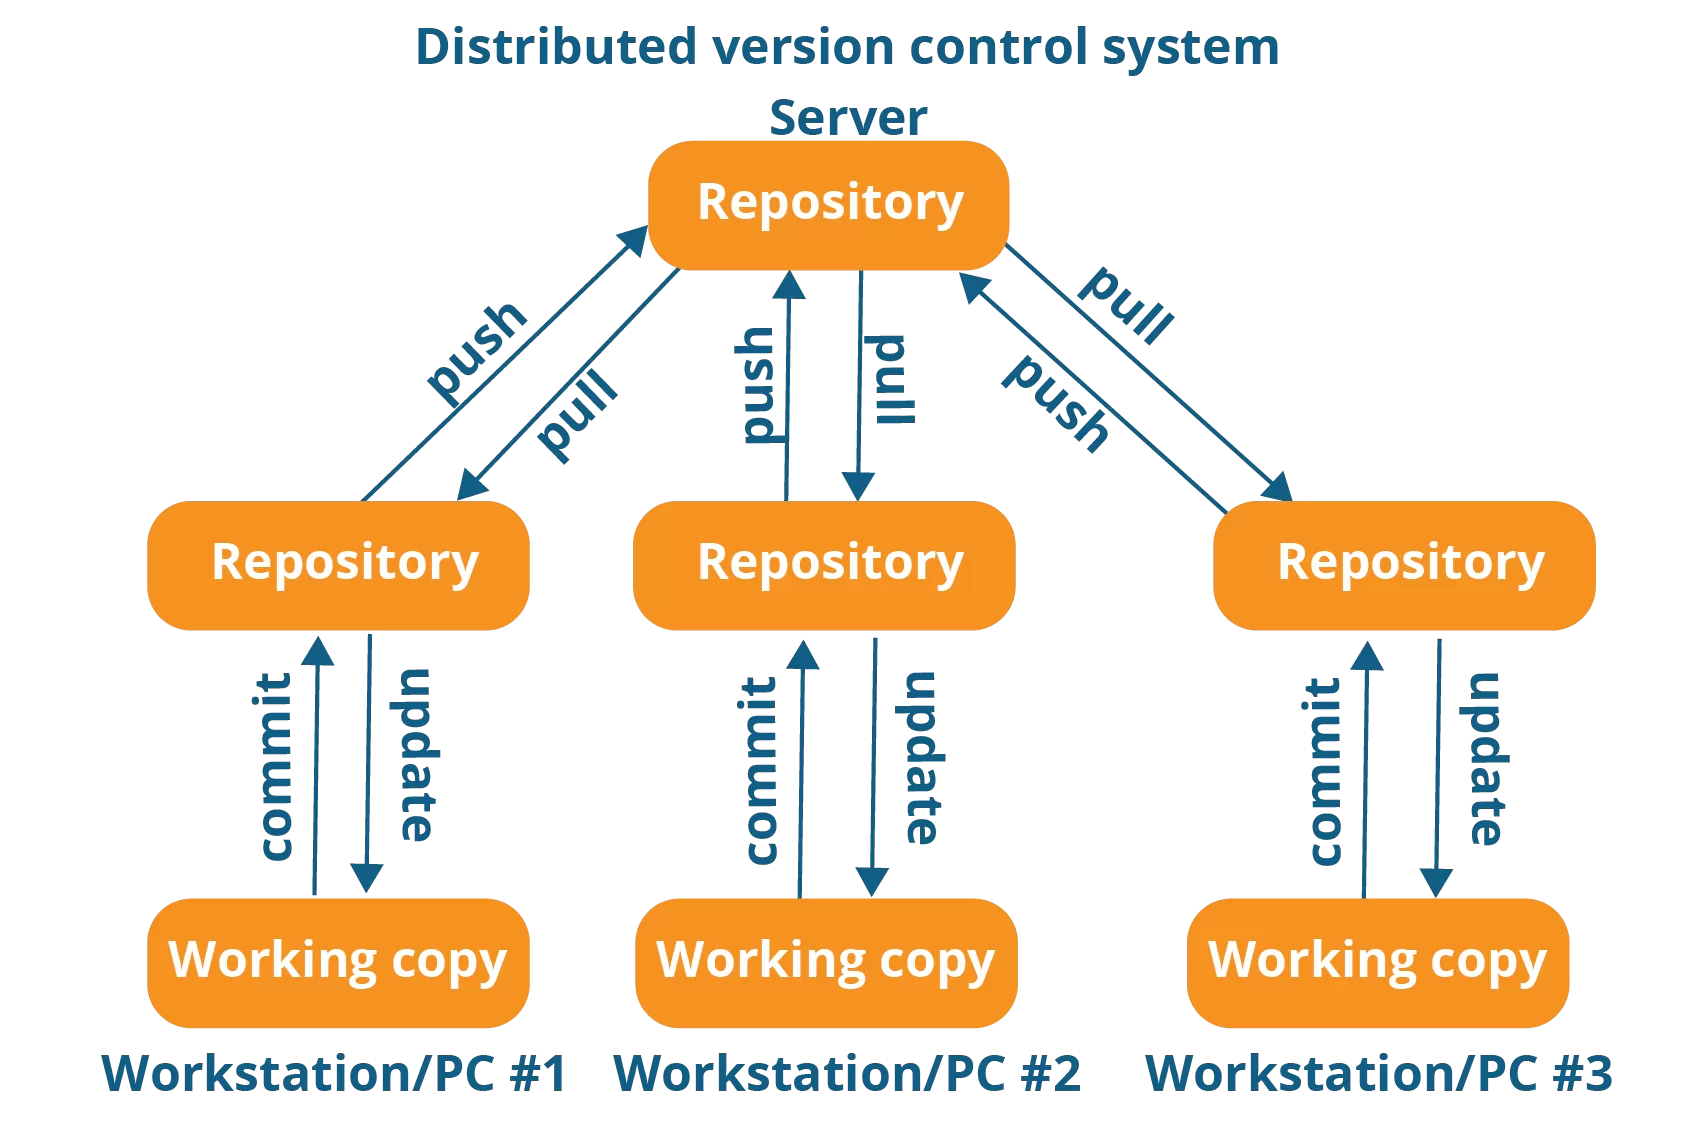 Distributed version control system
Server
Repository
push
pull
push
pull
push
pull
Repository
Repository
Repository
commit
update
commit
update
commit
update
Working copy
Working copy
Working copy
Workstation/PC #1
Workstation/PC #2
Workstation/PC #3